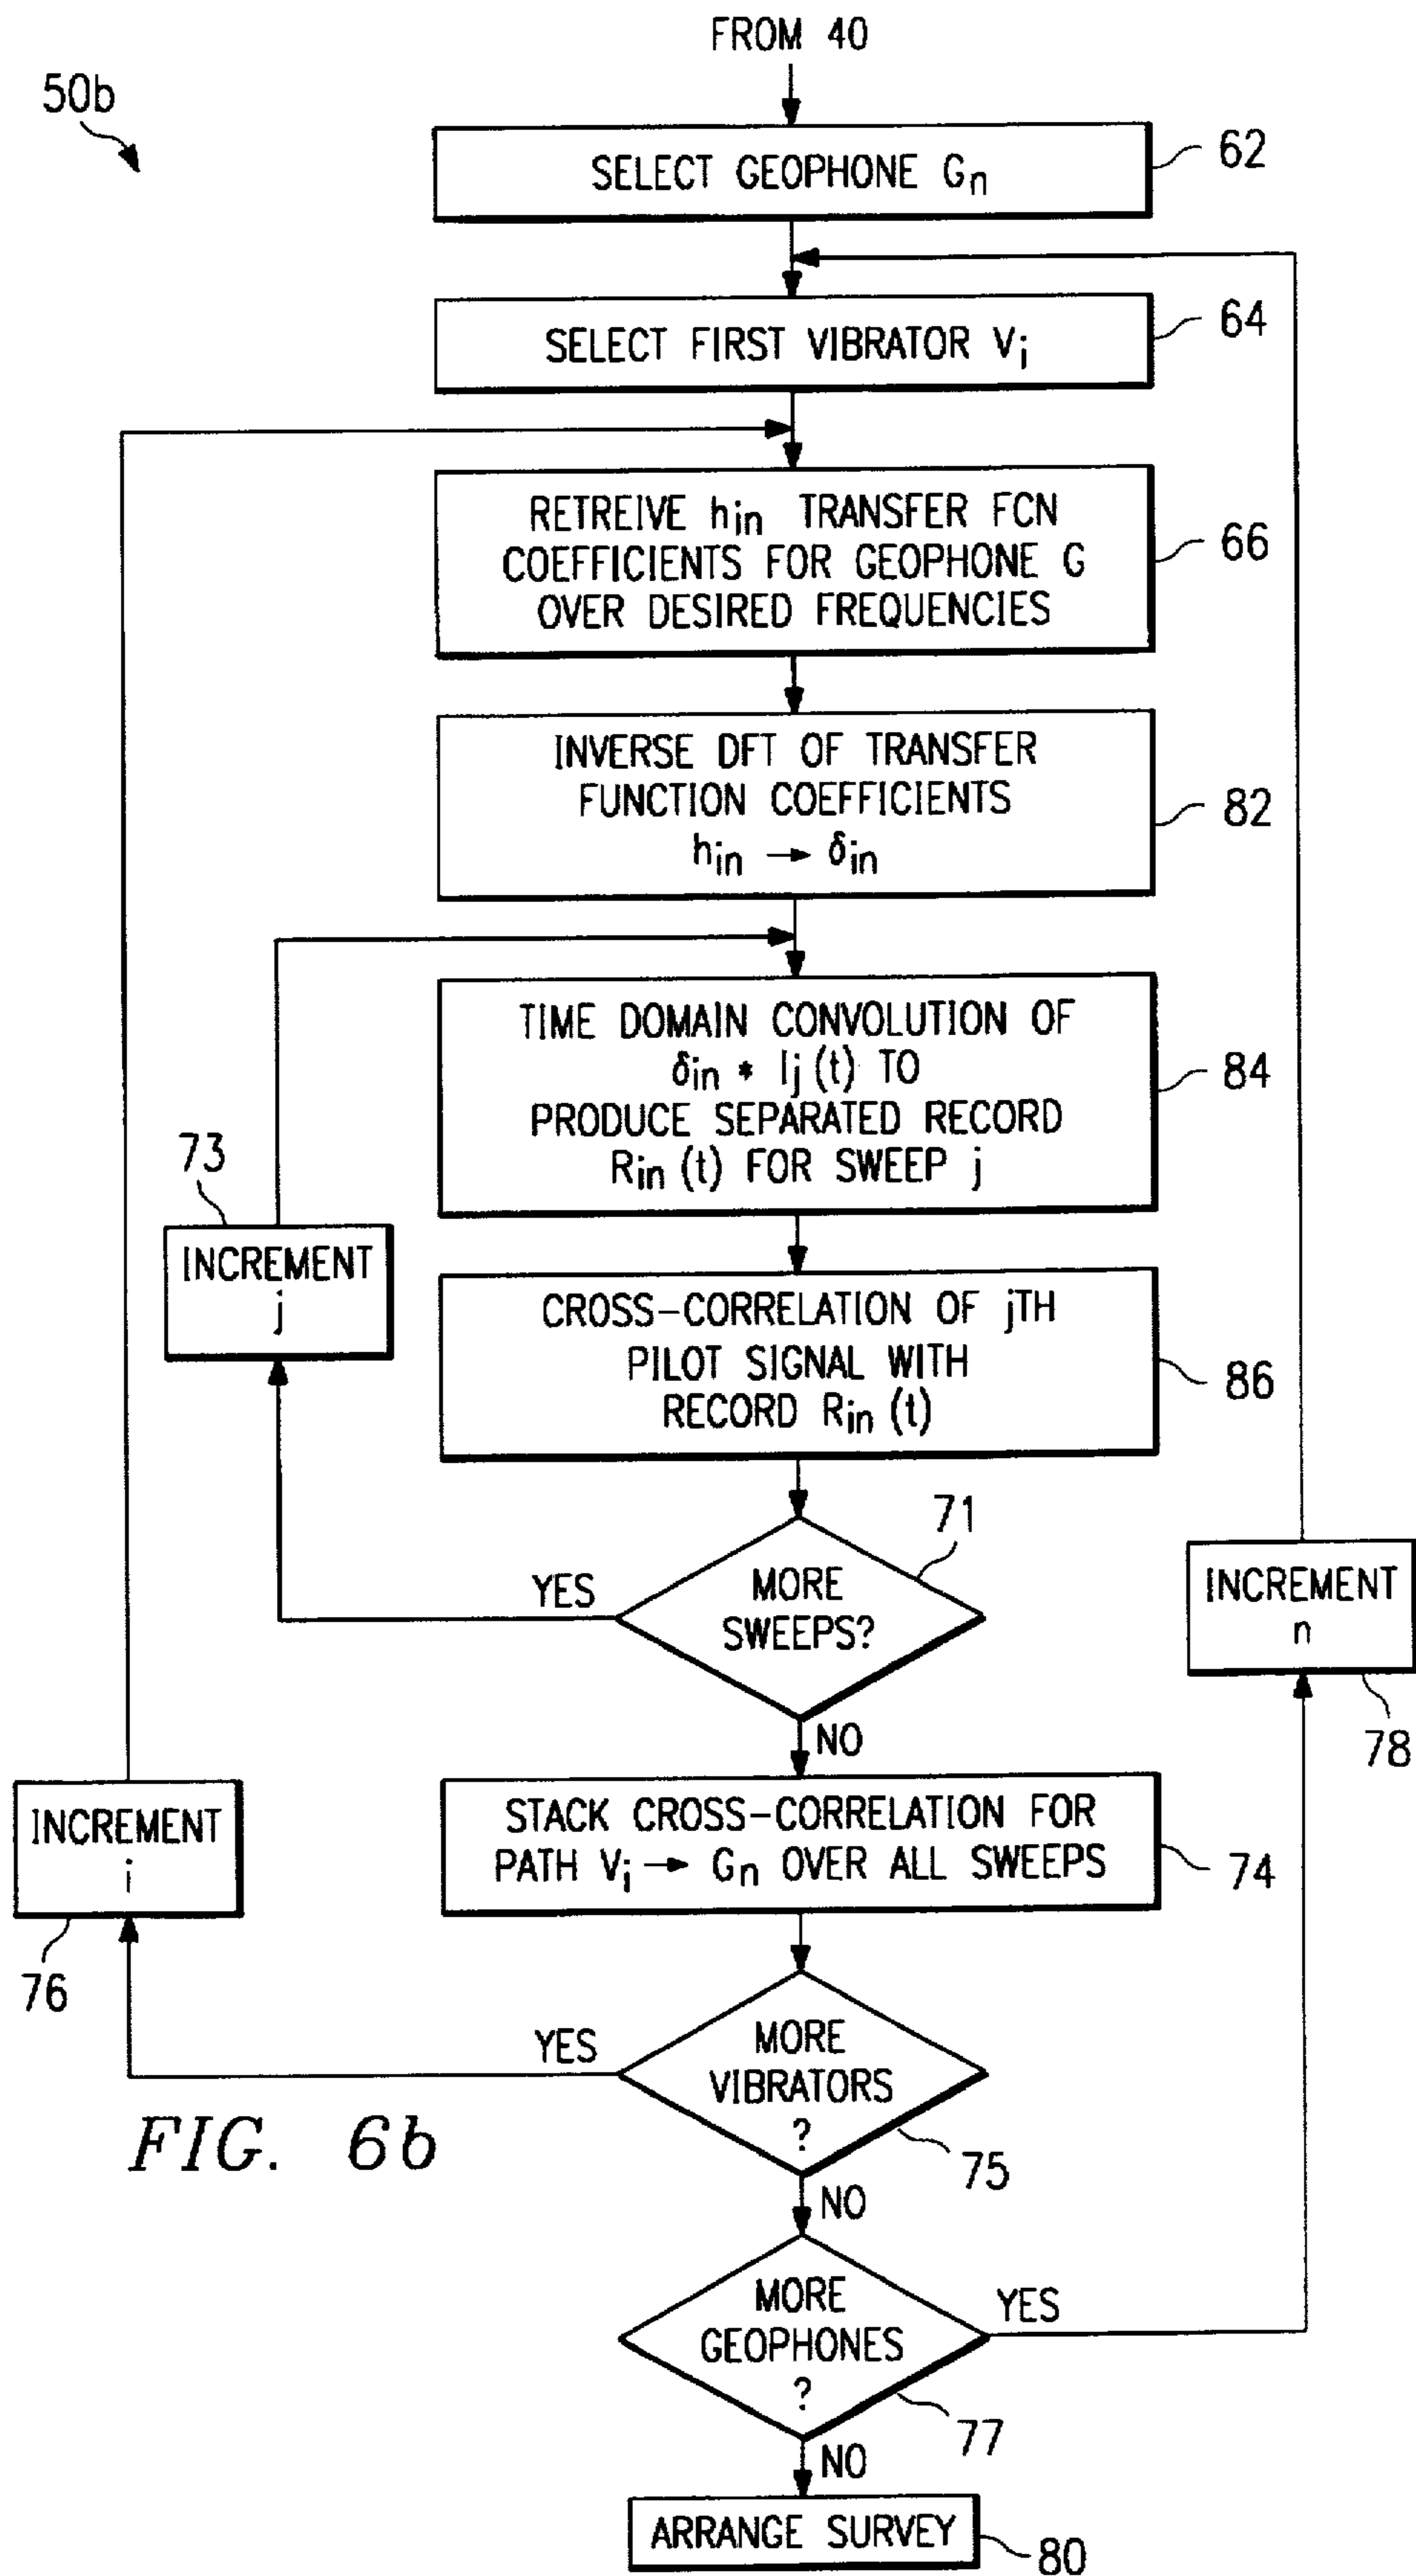 FROM 40
50b
SELECT GEOPHONE Gn
62
SELECT FIRST VIBRATOR Vi
64
RETREIVE hin TRANSFER FCN
COEFFICIENTS FOR GEOPHONE G
OVER DESIRED FREQUENCIES
66
INVERSE DFT OF TRANSFER
FUNCTION COEFFICIENTS
hin → δin
82
TIME DOMAIN CONVOLUTION OF
δin * Ij (t) TO
PRODUCE SEPARATED RECORD
Rin (t) FOR SWEEP j
84
73
INCREMENT
j
CROSS-CORRELATION OF jTH
PILOT SIGNAL WITH
RECORD Rin (t)
86
71
MORE
SWEEPS?
YES
NO
INCREMENT
n
78
STACK CROSS-CORRELATION FOR
PATH Vi → Gn OVER ALL SWEEPS
74
INCREMENT
i
76
MORE
VIBRATORS
?
YES
75
NO
FIG. 6b
MORE
GEOPHONES
?
YES
77
NO
ARRANGE SURVEY
80